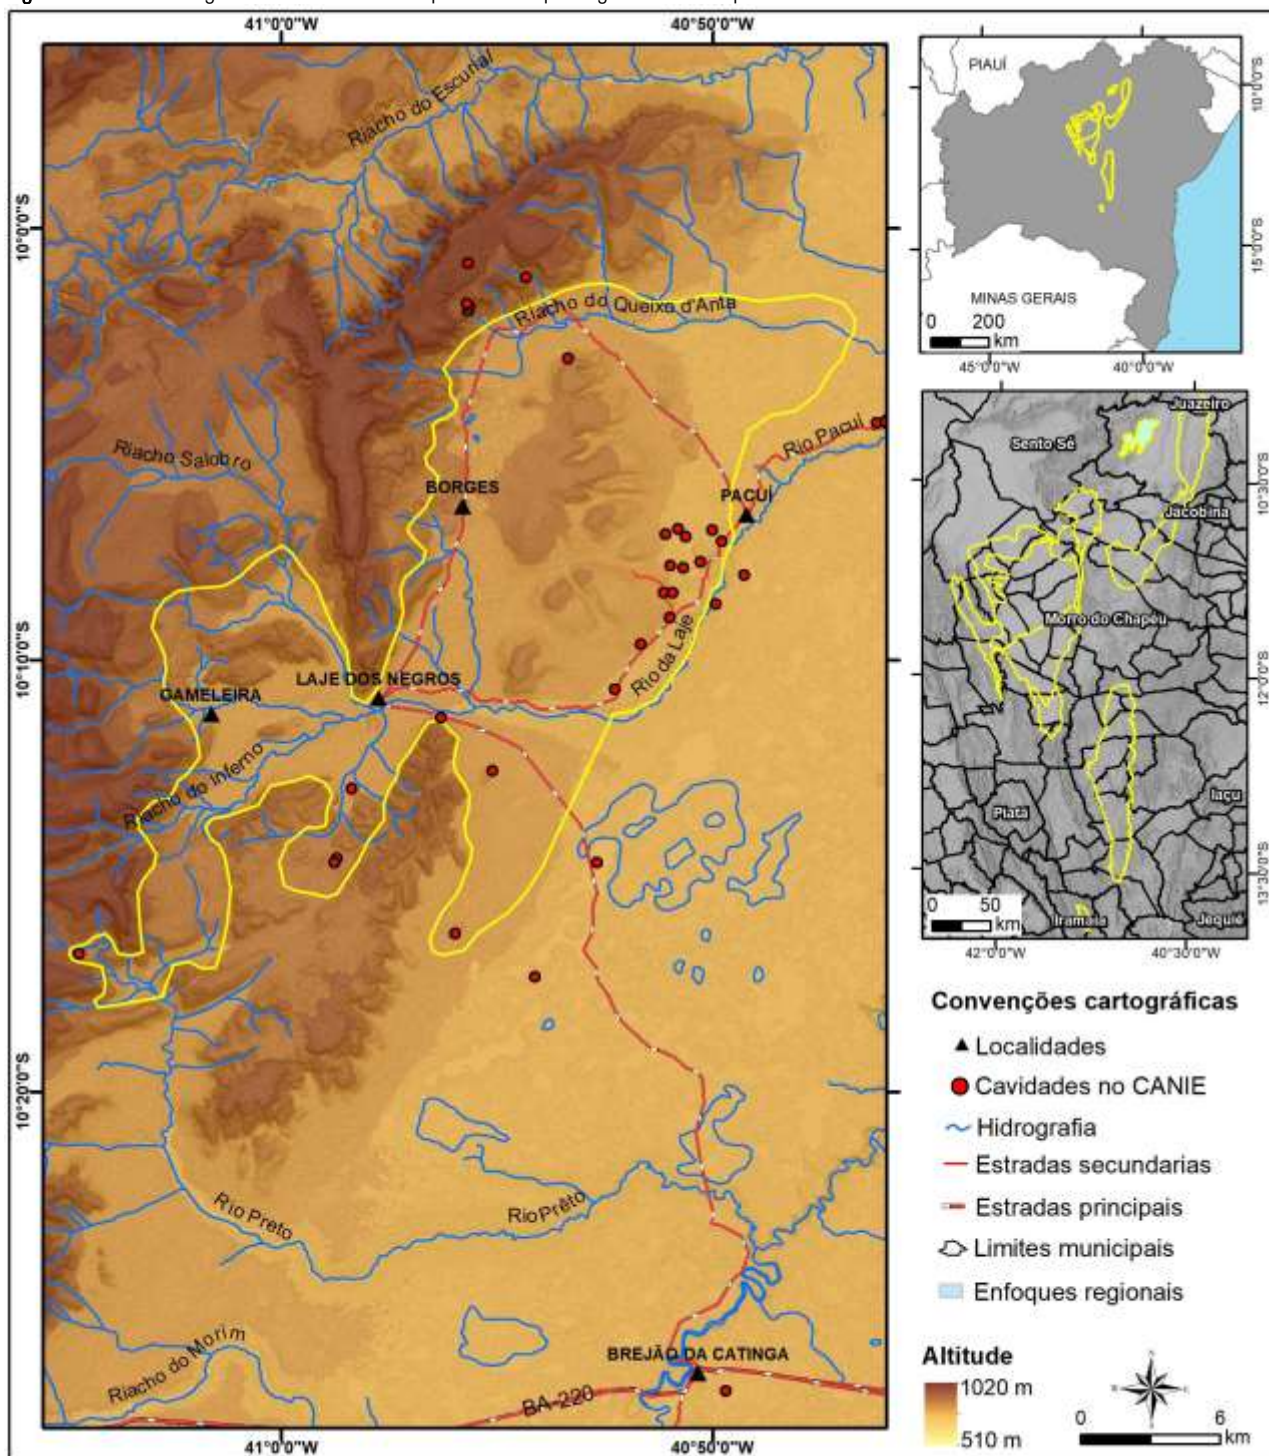 41°0'0"W
40°50'0"W
10°0'0"S
10°10'0"S
10°20'0"S
Riacho do Escurial
Riacho do Queixo d'Anta
Riacho Salobro
BORGES
Rio Pacuí
PACUÍ
LAJE DOS NEGROS
GAMELEIRA
Rio da Laje
Riacho do Inferno
Rio Preto
Rio Prêto
Riacho do Morim
BREJÃO DA CATINGA
BA-220
41°0'0"W
40°50'0"W
PIAUÍ
MINAS GERAIS
0 200
km
10°0'0"S
15°0'0"S
45°0'0"W
40°0'0"W
Juazeiro
Sento Sé
Jacobina
Morro do Chapéu
Iaçu
Piatã
Iramaia
Jequié
0 50
km
10°30'0"S
12°0'0"S
13°30'0"S
42°0'0"W
40°30'0"W
Convenções cartográficas
Localidades
Cavidades no CANIE
Hidrografia
Estradas secundarias
Estradas principais
Limites municipais
Enfoques regionais
Altitude
1020 m
510 m
0 6
km